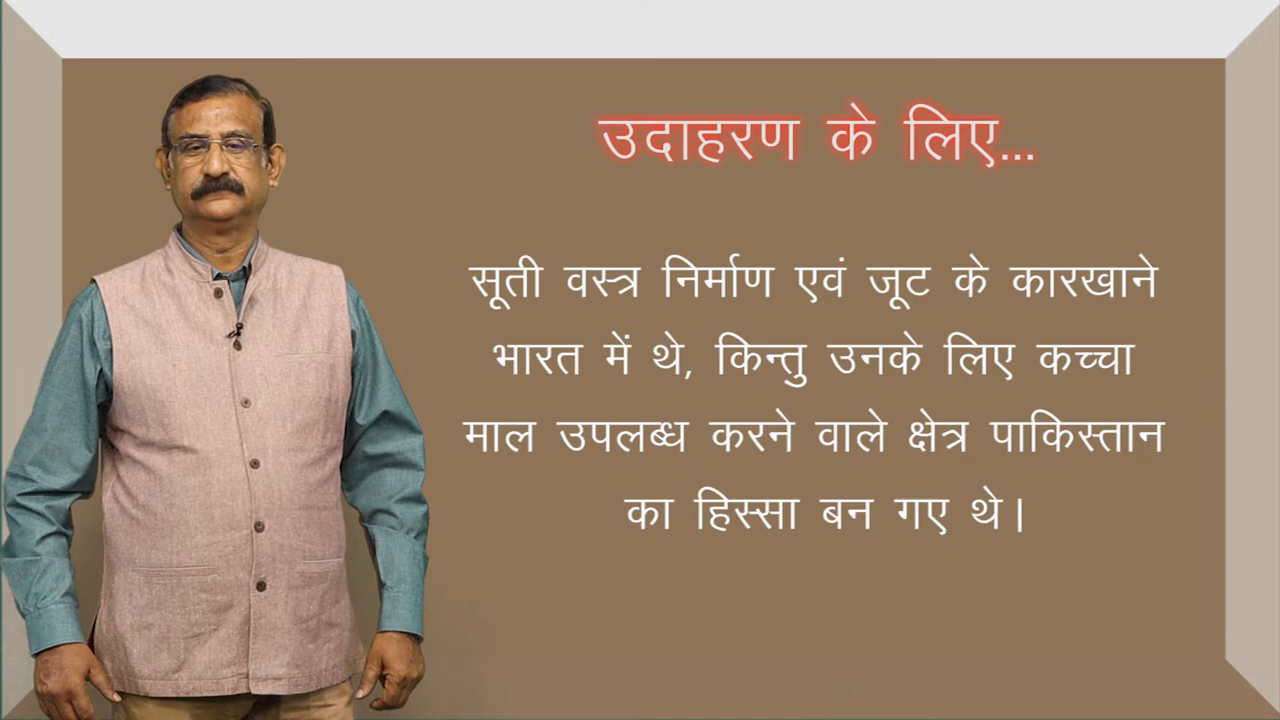 उदाहरण के लिए...
सूती वस्त्र निर्माण एवं जूट के कारखाने
भारत में थे, किन्तु उनके लिए कच्चा
माल उपलब्ध करने वाले क्षेत्र पाकिस्तान
का हिस्सा बन गए थे।